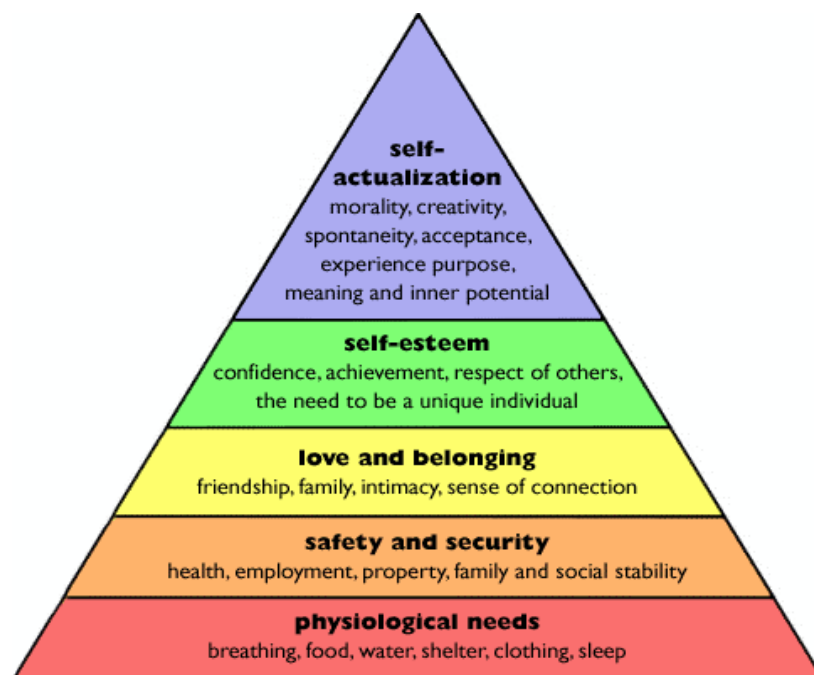 self-
actualization
morality, creativity,
spontaneity, acceptance,
experience purpose,
meaning and inner potential
self-esteem
confidence, achievement, respect of others,
the need to be a unique individual
love and belonging
friendship, family, intimacy, sense of connection
safety and security
health, employment, property, family and social stability
physiological needs
breathing, food, water, shelter, clothing, sleep